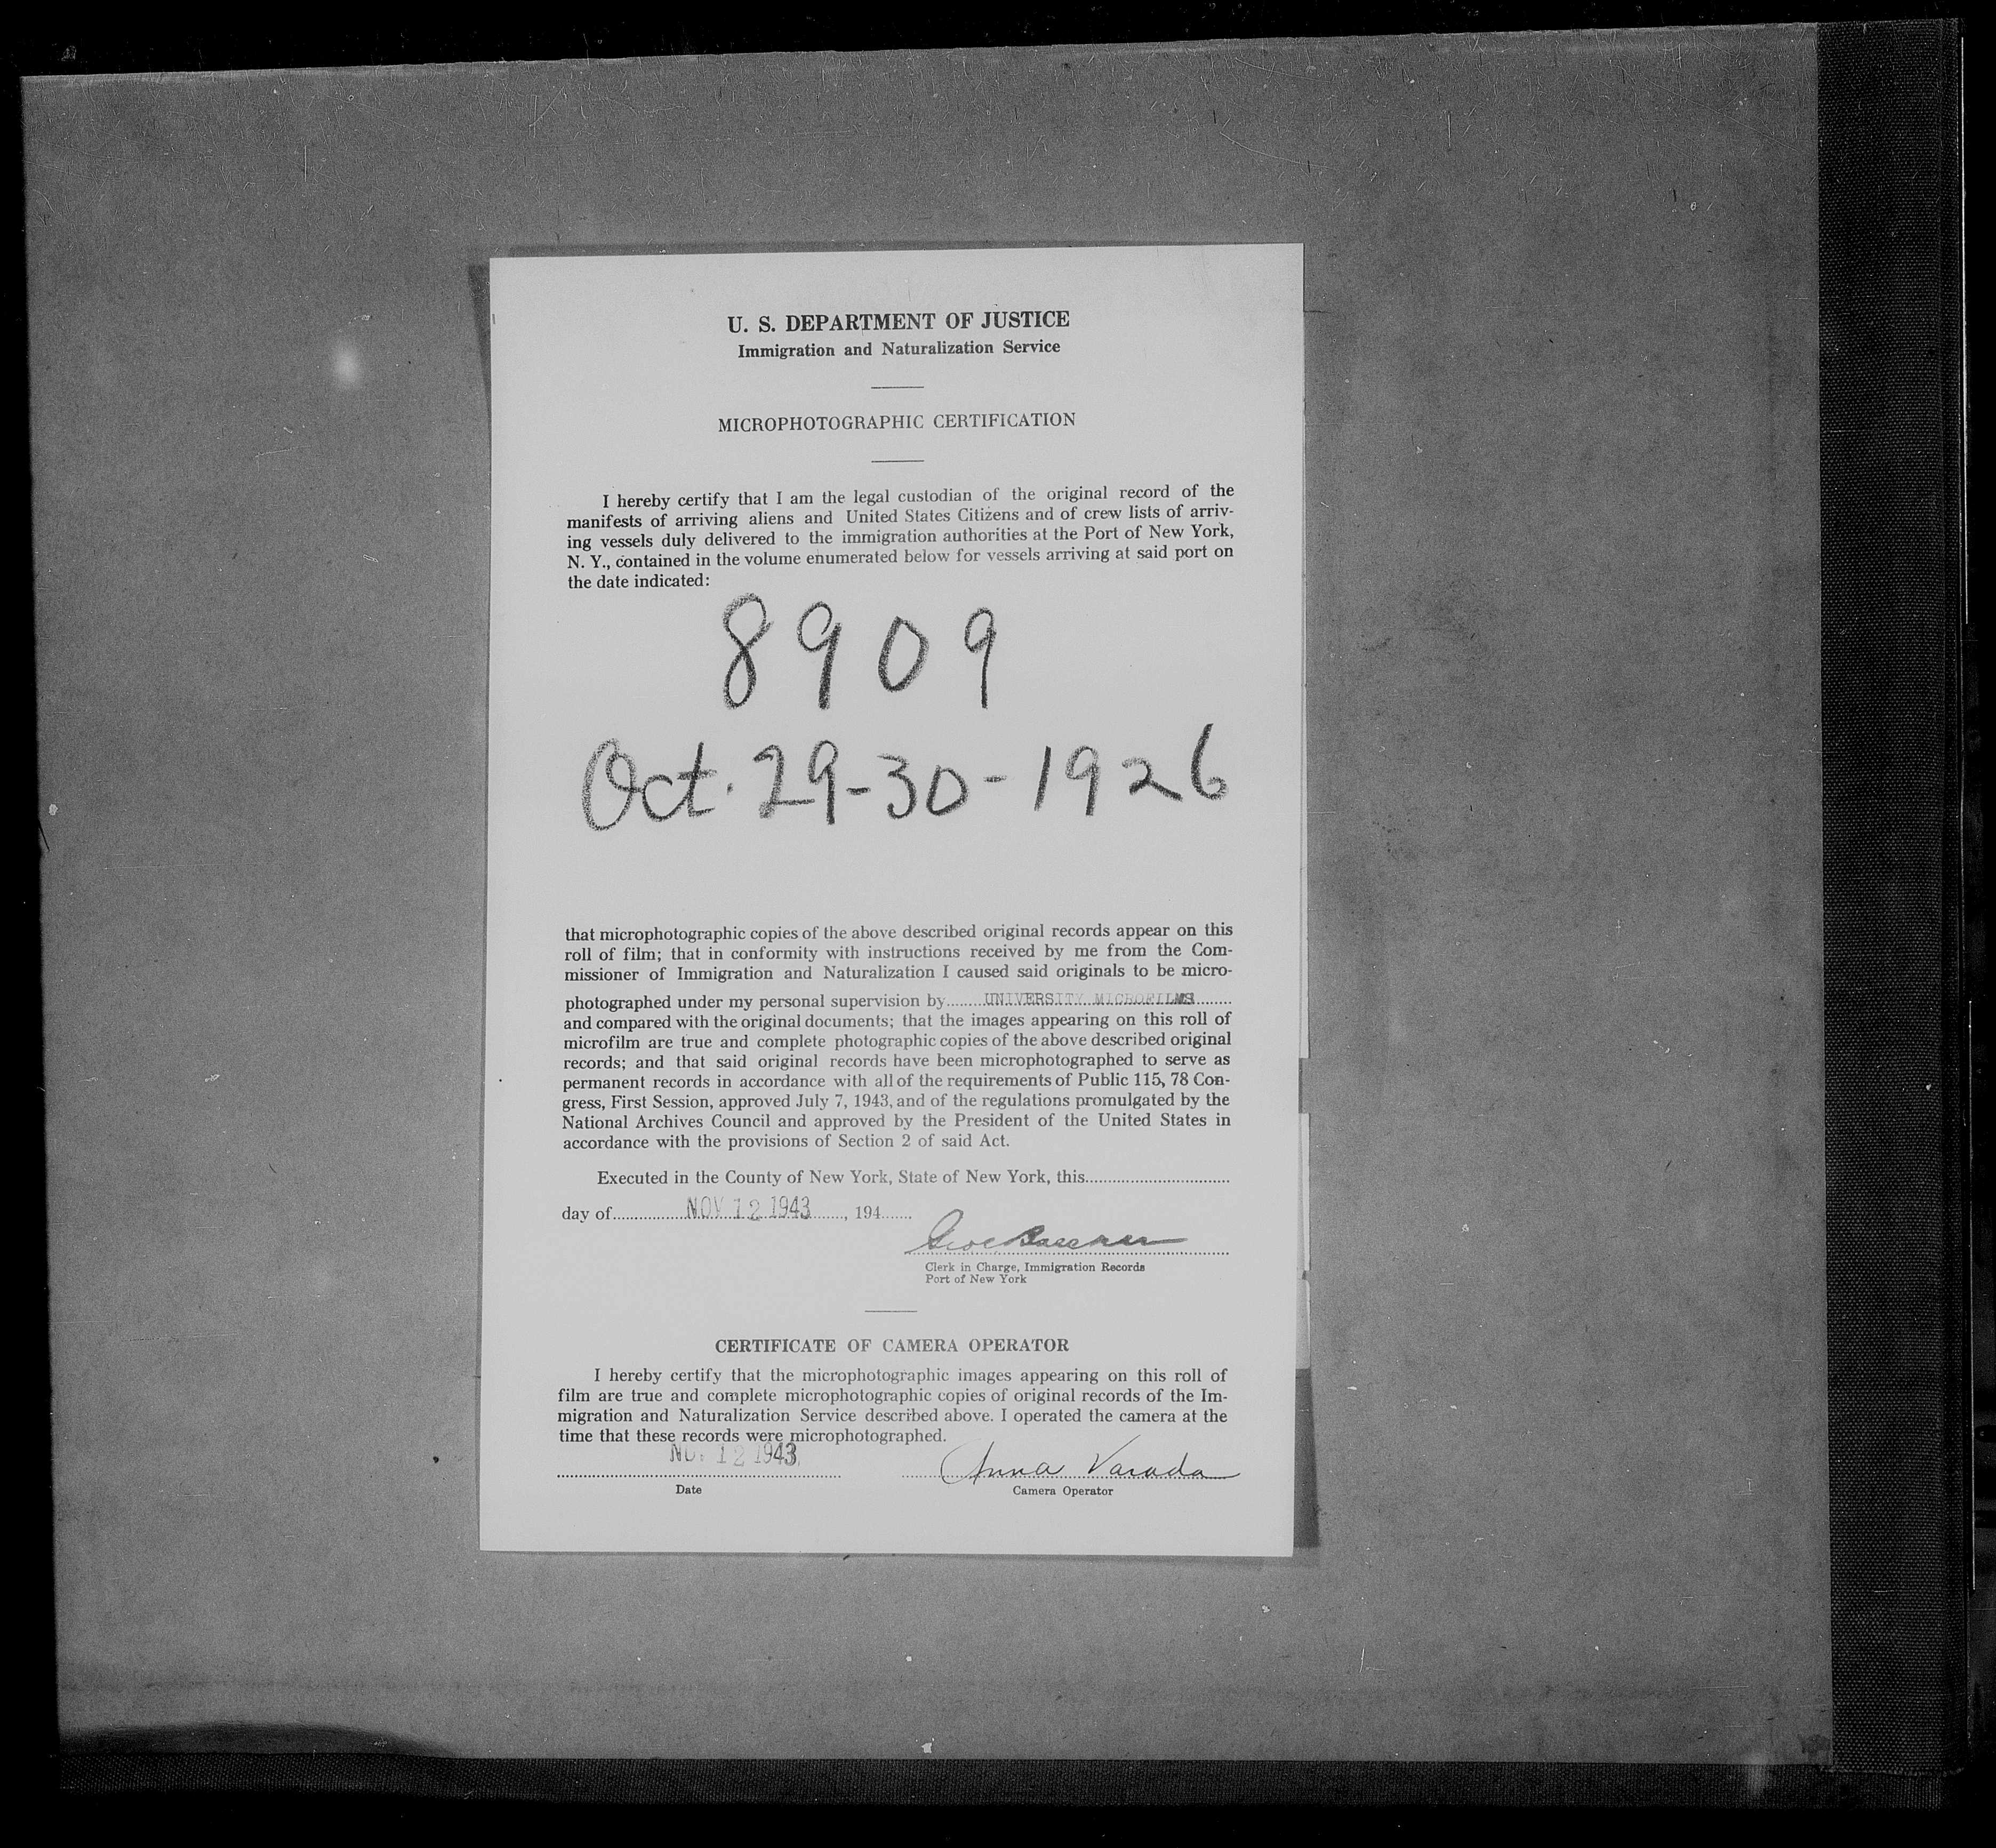 U. S. DEPARTMENT OF JUSTICE
Immigration and Naturalization Service
MICROPHOTOGRAPHIC CERTIFICATION
I hereby certify that I am the legal custodian of the original record of the
manifests of arriving aliens and United States Citizens and of crew lists of arriv-
ing vessels duly delivered to the immigration authorities at the Port of New York,
N. Y., contained in the volume enumerated below for vessels arriving at said port on
the date indicated:
8909
Oct. 29-30-1926
that microphotographic copies of the above described original records appear on this
roll of film; that in conformity with instructions received by me from the Com-
missioner of Immigration and Naturalization I caused said originals to be micro-
photographed under my personal supervision by UNIVERSITY MICROFILMS
and compared with the original documents; that the images appearing on this roll of
microfilm are true and complete photographic copies of the above described original
records; and that said original records have been microphotographed to serve as
permanent records in accordance with all of the requirements of Public 115, 78 Con-
gress, First Session, approved July 7, 1943, and of the regulations promulgated by the
National Archives Council and approved by the President of the United States in
accordance with the provisions of Section 2 of said Act.
Executed in the County of New York, State of New York, this
day of NOV 12 1943, 194
Clerk in Charge, Immigration Records
Port of New York
CERTIFICATE OF CAMERA OPERATOR
I hereby certify that the microphotographic images appearing on this roll of
film are true and complete microphotographic copies of original records of the Im-
migration and Naturalization Service described above. I operated the camera at the
time that these records were microphotographed.
NOV 12 1943 Anna Varada
Date Camera Operator